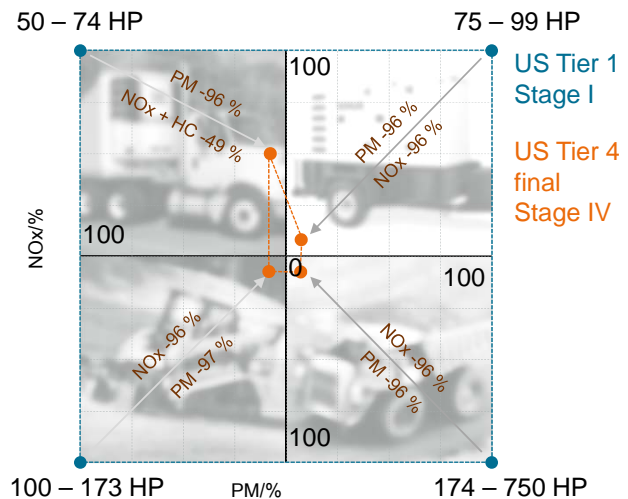 50 – 74 HP
75 – 99 HP
US Tier 1
Stage I
US Tier 4
final
Stage IV
100
PM -96 %
NOx + HC -49 %
PM -96 %
NOx -96 %
NOx/%
100
0
100
NOx -96 %
PM -97 %
NOx -96 %
PM -96 %
100
100 – 173 HP
PM/%
174 – 750 HP